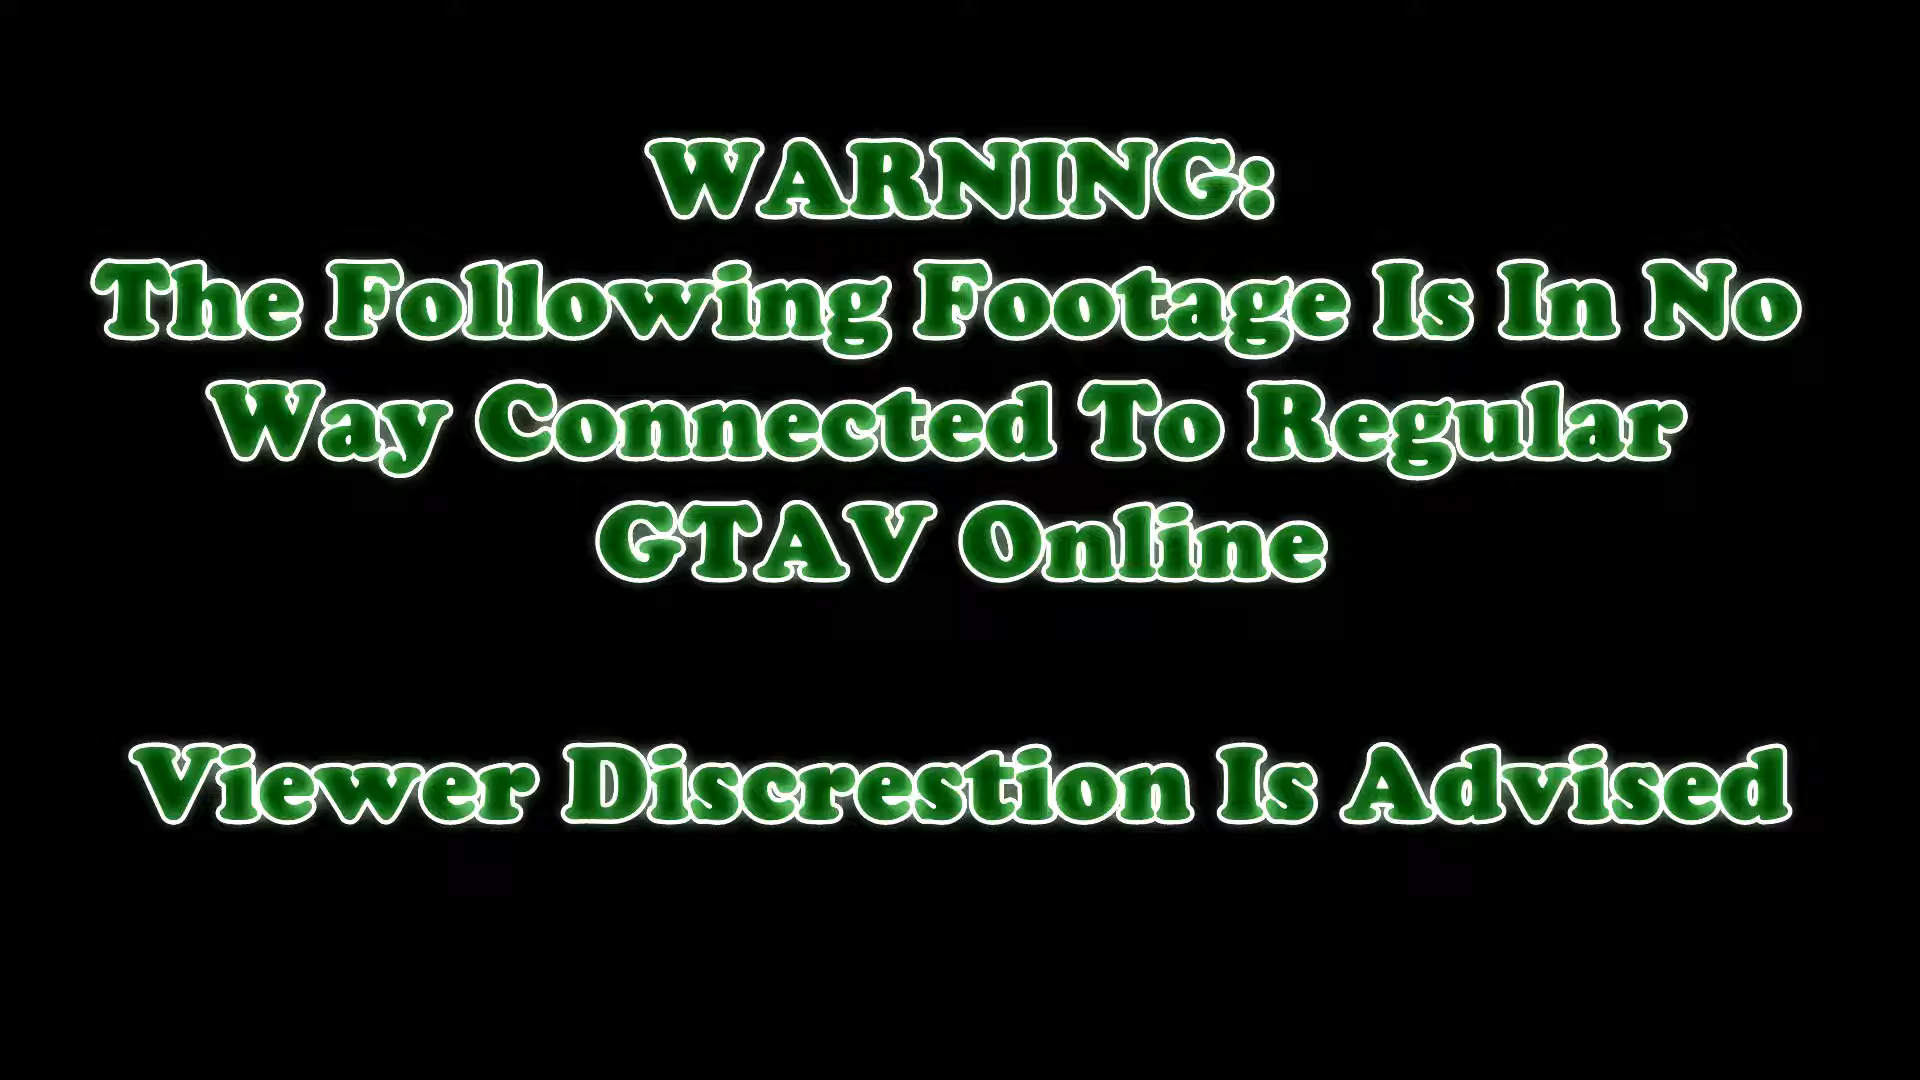 WARNING:
The Following Footage Is In No
Way Connected To Regular
GTAV Online
Viewer Discrestion Is Advised